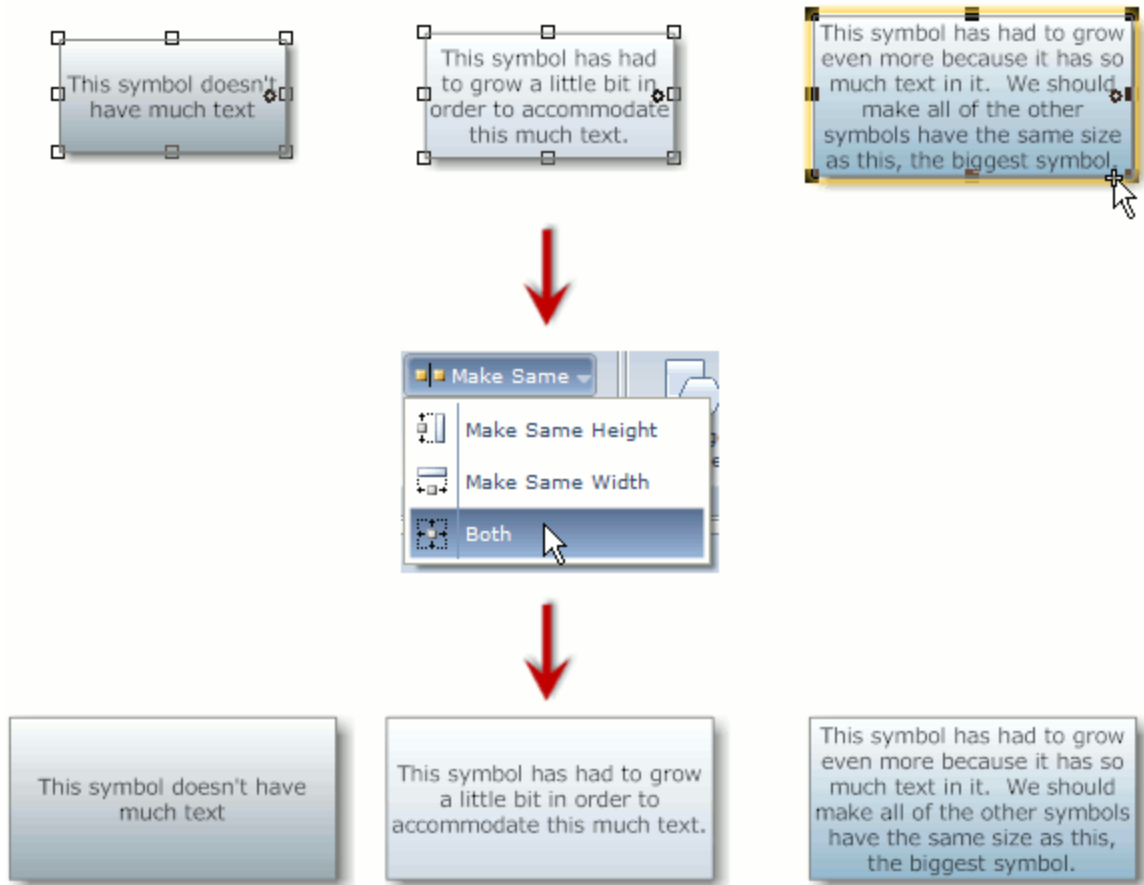 This symbol doesn't
have much text
This symbol has had
to grow a little bit in
order to accommodate
this much text.
This symbol has had to grow
even more because it has so
much text in it.  We should
make all of the other
symbols have the same size
as this, the biggest symbol.
Make Same
Make Same Height
Make Same Width
Both
This symbol doesn't have
much text
This symbol has had to grow
a little bit in order to
accommodate this much text.
This symbol has had to grow
even more because it has so
much text in it.  We should
make all of the other symbols
have the same size as this,
the biggest symbol.